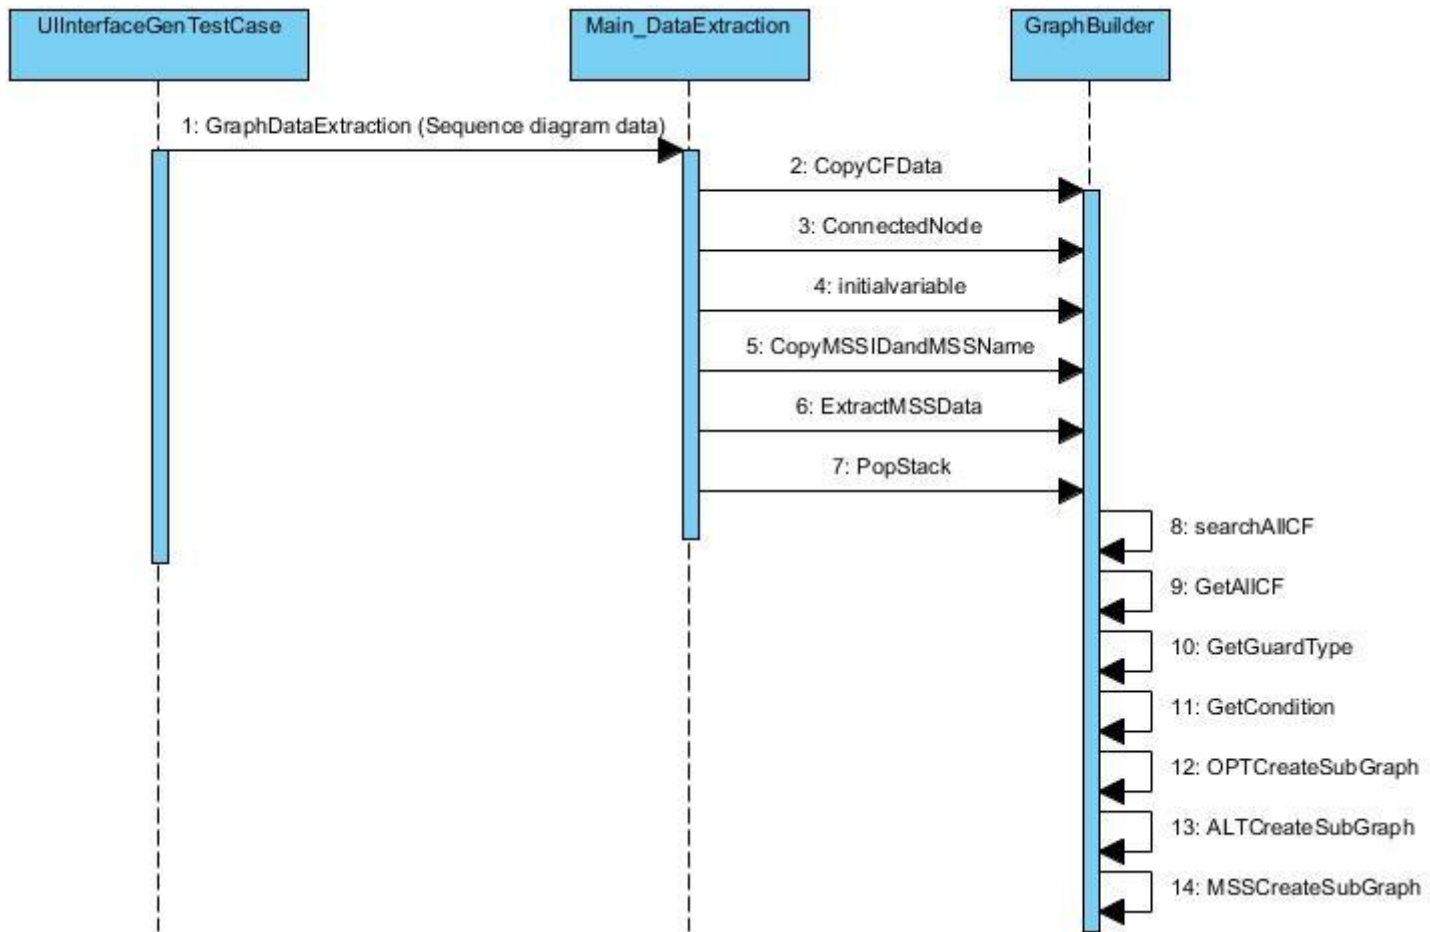 UIInterfaceGenTestCase
Main_DataExtraction
GraphBuilder
1: GraphDataExtraction (Sequence diagram data)
2: CopyCFData
3: ConnectedNode
4: initialvariable
5: CopyMSSIDandMSSName
6: ExtractMSSData
7: PopStack
8: searchAllCF
9: GetAllCF
10: GetGuardType
11: GetCondition
12: OPTCreateSubGraph
13: ALTCreateSubGraph
14: MSSCreateSubGraph